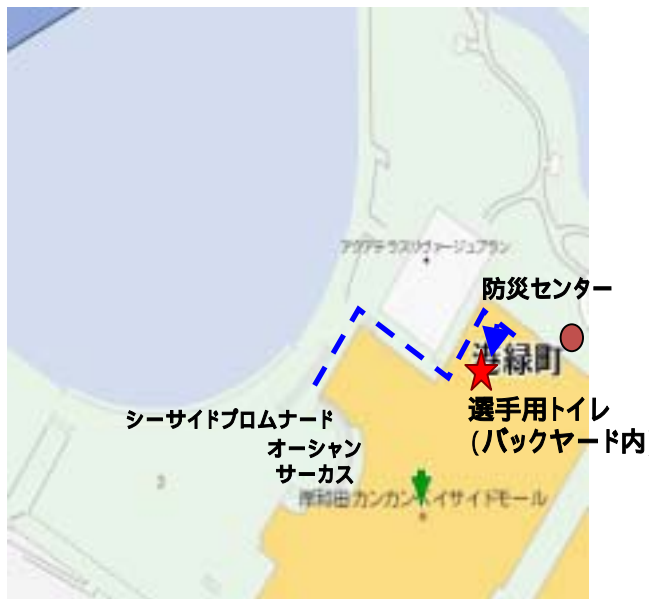 アクアテラスリヴァージュブラン
防災センター
港緑町
選手用トイレ
(バックヤード内
シーサイドプロムナード
オーシャン
サーカス
3
岸和田カンカンベイサイドモール